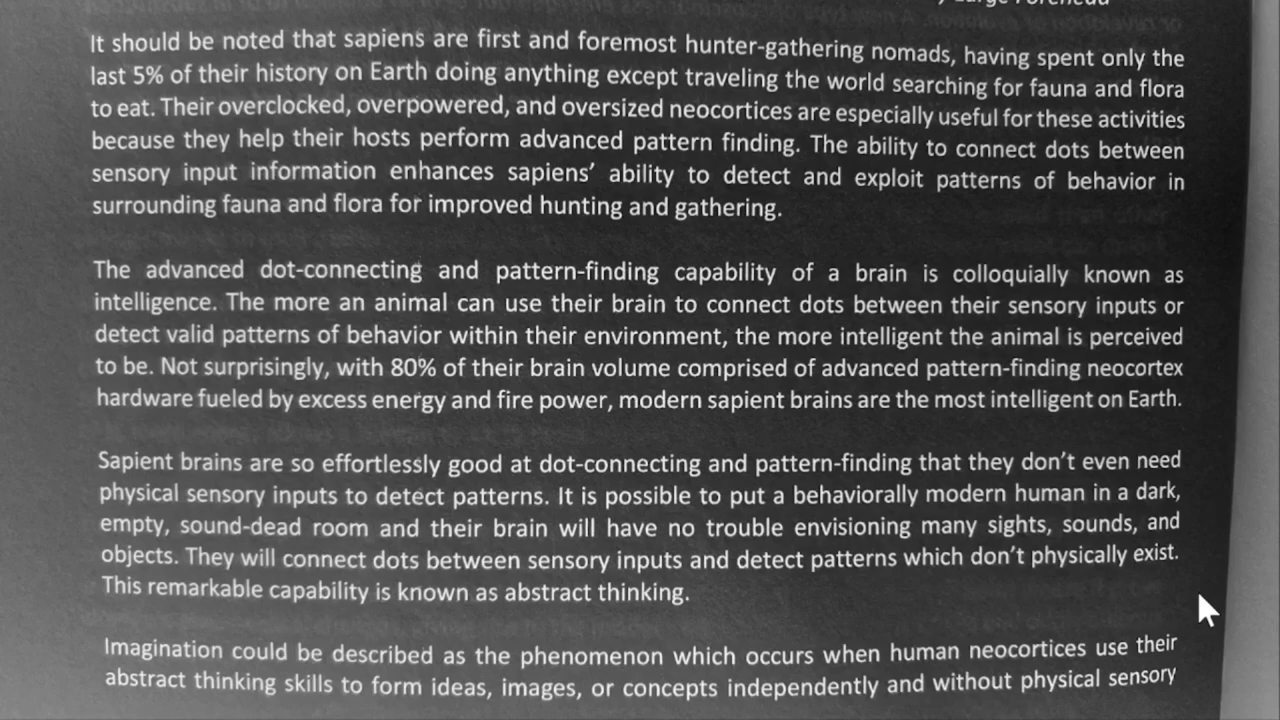 It should be noted that sapiens are first and foremost hunter-gathering nomads, having spent only the
last 5% of their history on Earth doing anything except traveling the world searching for fauna and flora
to eat. Their overclocked, overpowered, and oversized neocortices are especially useful for these activities
because they help their hosts perform advanced pattern finding. The ability to connect dots between
sensory input information enhances sapiens’ ability to detect and exploit patterns of behavior in
surrounding fauna and flora for improved hunting and gathering.
The advanced dot-connecting and pattern-finding capability of a brain is colloquially known as
intelligence. The more an animal can use their brain to connect dots between their sensory inputs or
detect valid patterns of behavior within their environment, the more intelligent the animal is perceived
to be. Not surprisingly, with 80% of their brain volume comprised of advanced pattern-finding neocortex
hardware fueled by excess energy and fire power, modern sapient brains are the most intelligent on Earth.
Sapient brains are so effortlessly good at dot-connecting and pattern-finding that they don’t even need
physical sensory inputs to detect patterns. It is possible to put a behaviorally modern human in a dark,
empty, sound-dead room and their brain will have no trouble envisioning many sights, sounds, and
objects. They will connect dots between sensory inputs and detect patterns which don’t physically exist.
This remarkable capability is known as abstract thinking.
Imagination could be described as the phenomenon which occurs when human neocortices use their
abstract thinking skills to form ideas, images, or concepts independently and without physical sensory